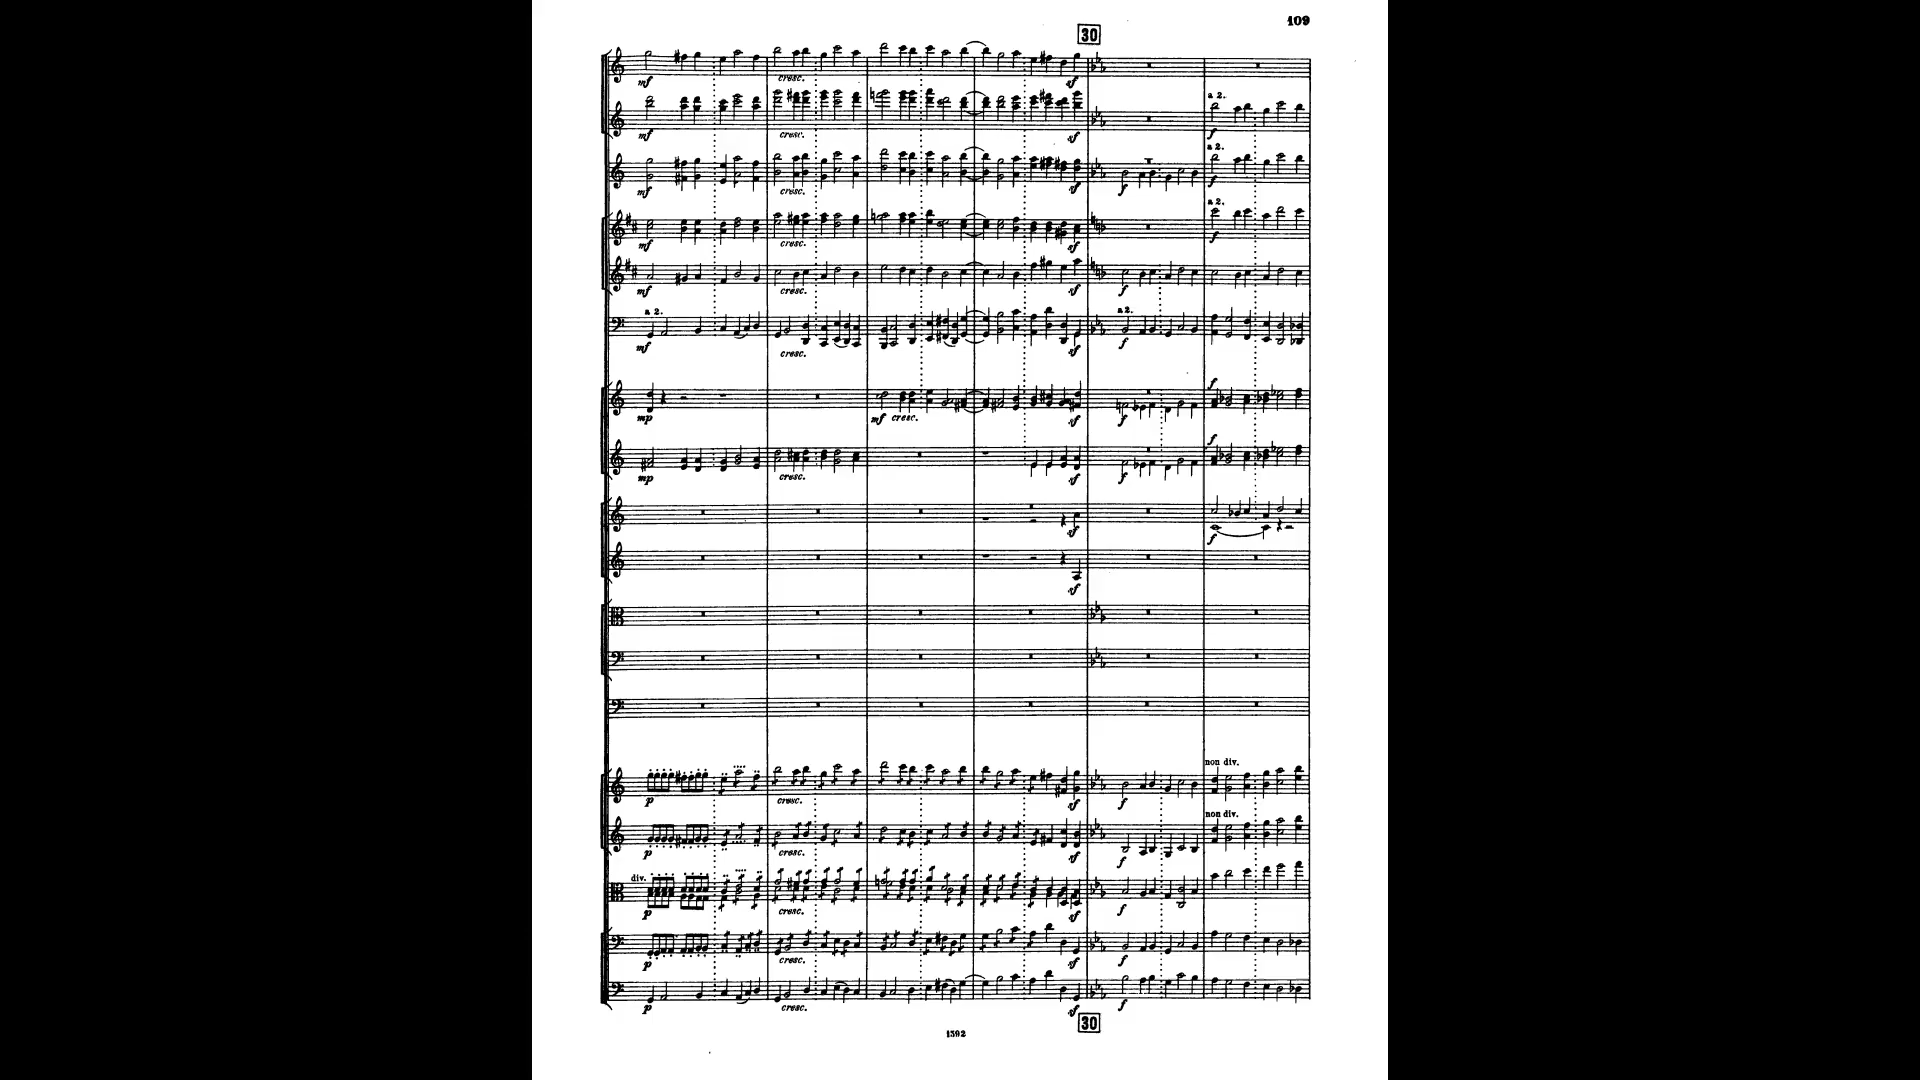 109
30
mf cresc. sf
a 2.
mf cresc. sf f
a 2.
mf cresc. sf f f
a 2.
mf cresc. sf f
mf cresc. sf f
a 2. a 2.
mf cresc. sf f
f
mp mf cresc. sf f
f
mp cresc. sf f
sf f
sf
non div.
p cresc. sf f
non div.
p cresc. sf f
div.
p cresc. sf f
p cresc. sf f
p cresc. sf f
30
1392